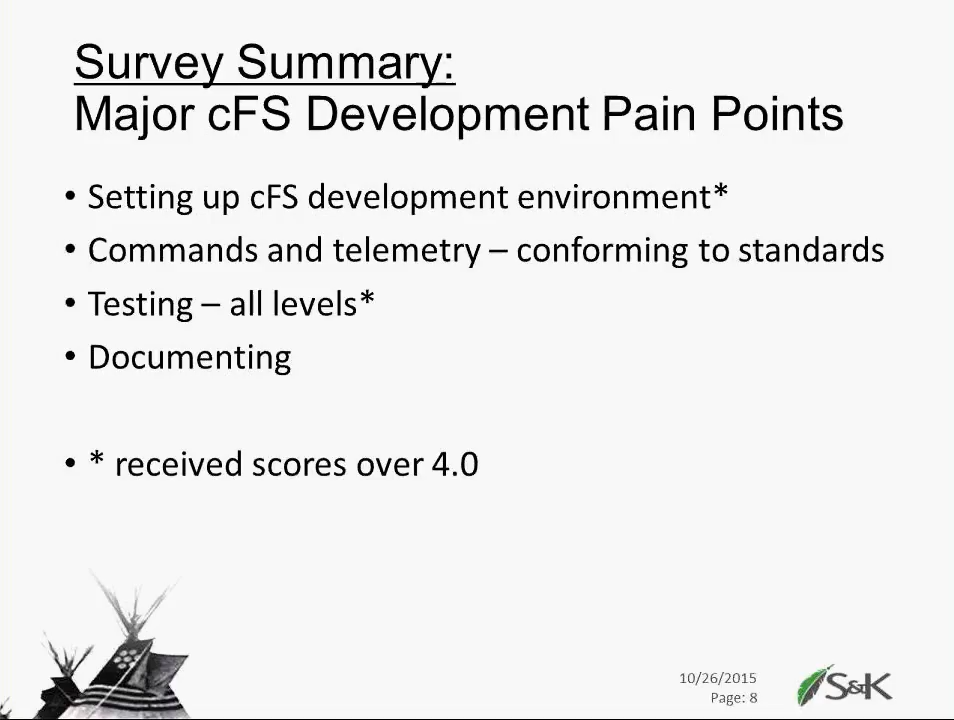 Survey Summary:
Major cFS Development Pain Points
• Setting up cFS development environment*
• Commands and telemetry – conforming to standards
• Testing – all levels*
• Documenting
• * received scores over 4.0
10/26/2015
Page: 8
S&K